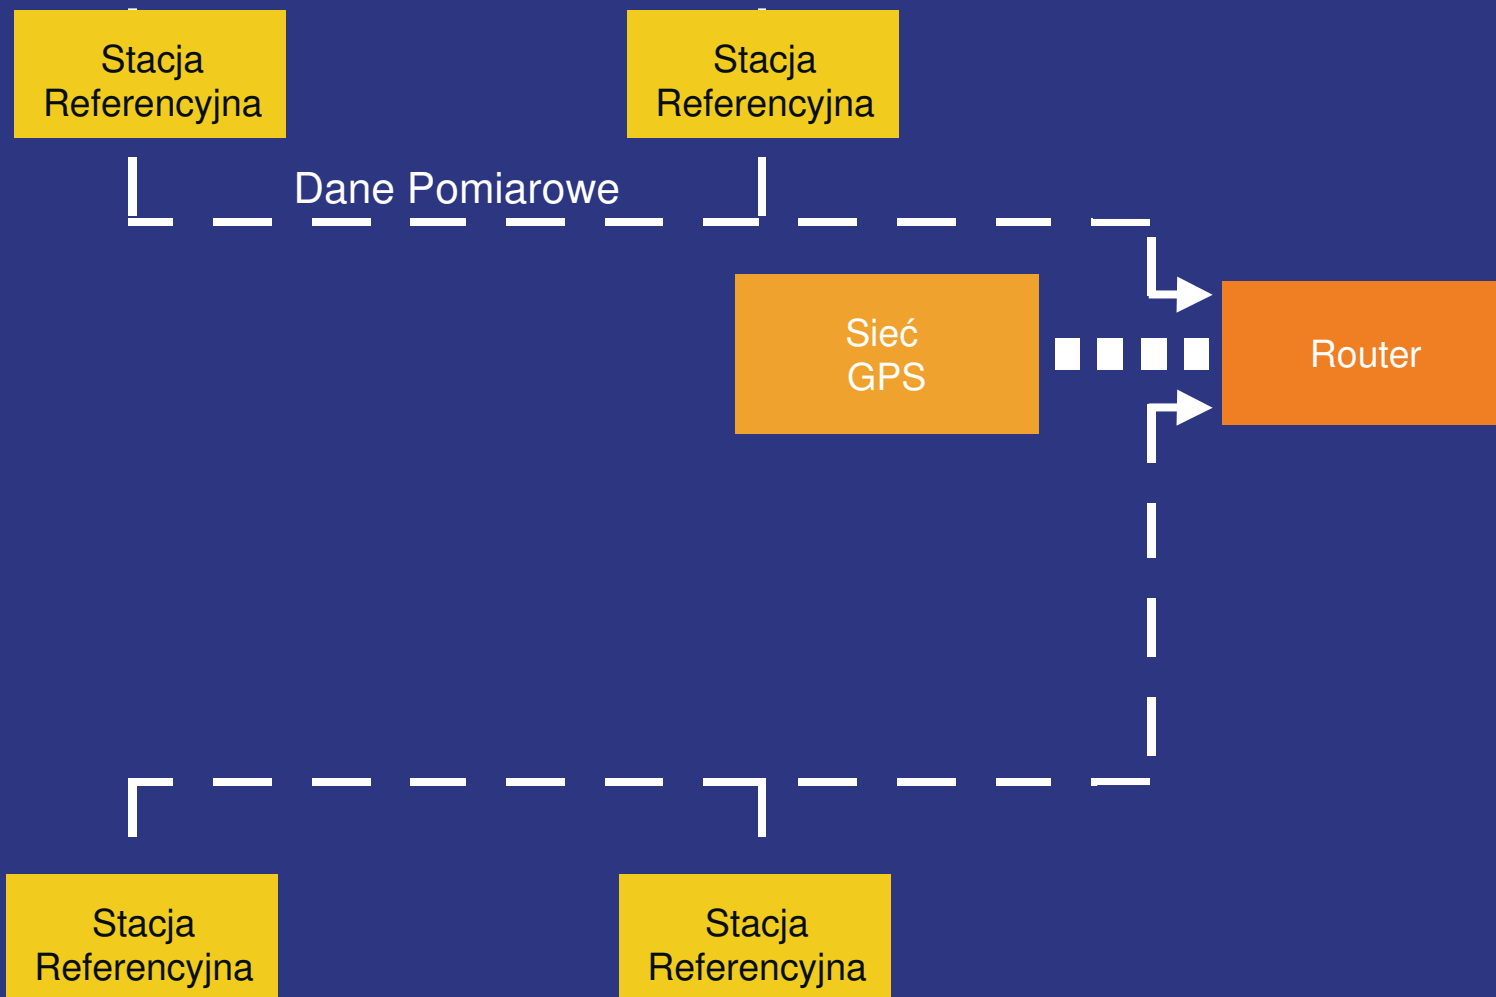 Stacja
Referencyjna
Stacja
Referencyjna
Dane Pomiarowe
Sieć
GPS
Router
Stacja
Referencyjna
Stacja
Referencyjna